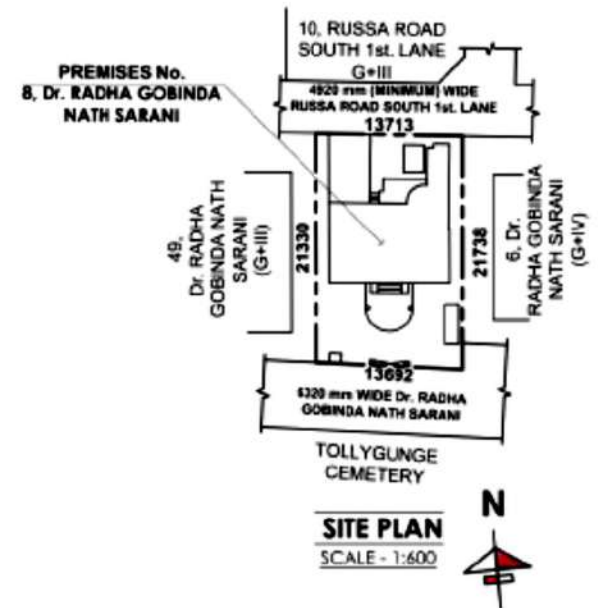 10, RUSSA ROAD
SOUTH 1st. LANE
G+III
PREMISES No.
8, Dr. RADHA GOBINDA
NATH SARANI
4920 mm (MINIMUM) WIDE
RUSSA ROAD SOUTH 1st. LANE
13713
49,
Dr. RADHA
GOBINDA NATH
SARANI
(G+III)
21330
21738
6, Dr.
RADHA GOBINDA
NATH SARANI
(G+IV)
13692
6320 mm WIDE Dr. RADHA
GOBINDA NATH SARANI
TOLLYGUNGE
CEMETERY
N
SITE PLAN
SCALE - 1:600